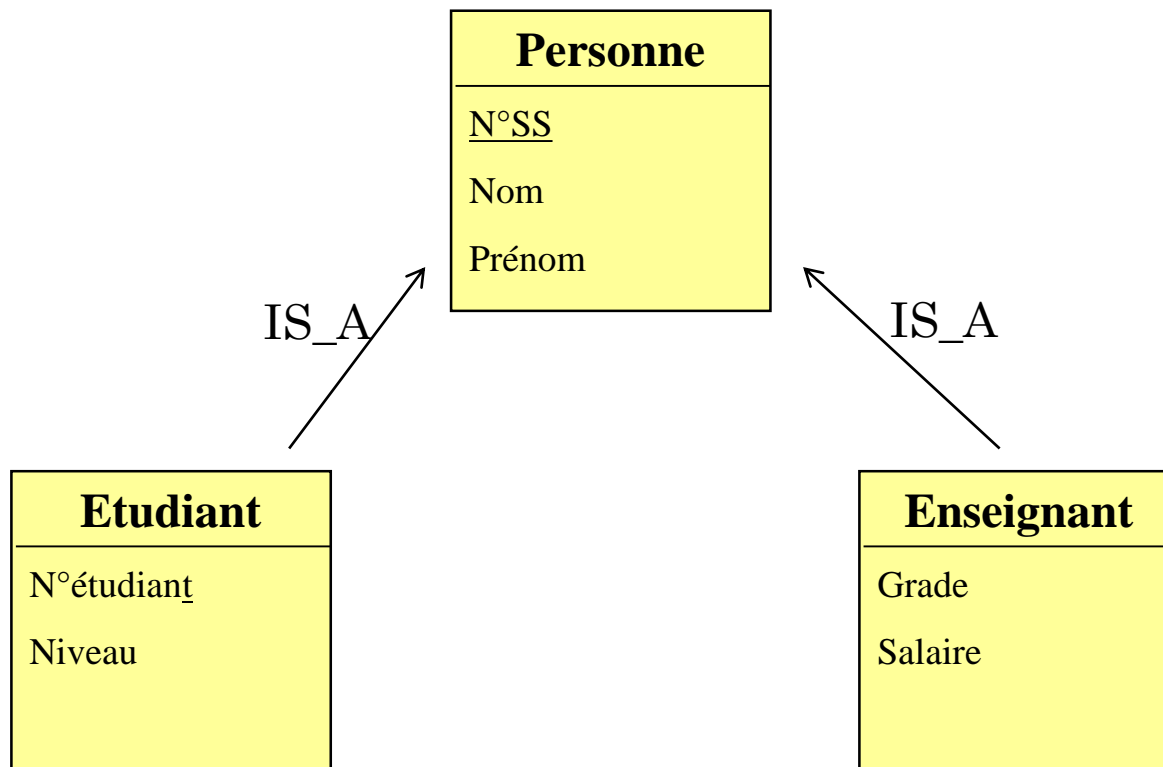 Personne
N°SS
Nom
Prénom
IS_A
IS_A
Etudiant
N°étudiant
Niveau
Enseignant
Grade
Salaire